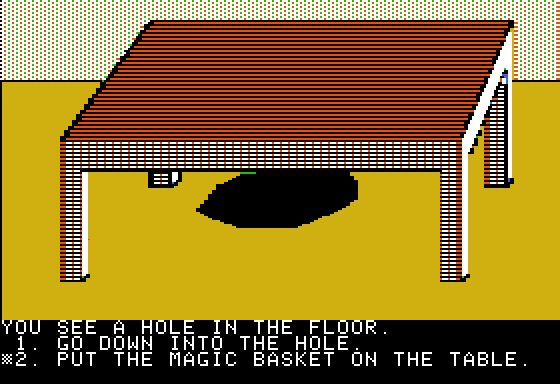 YOU SEE A HOLE IN THE FLOOR.
1. GO DOWN INTO THE HOLE.
※2. PUT THE MAGIC BASKET ON THE TABLE.